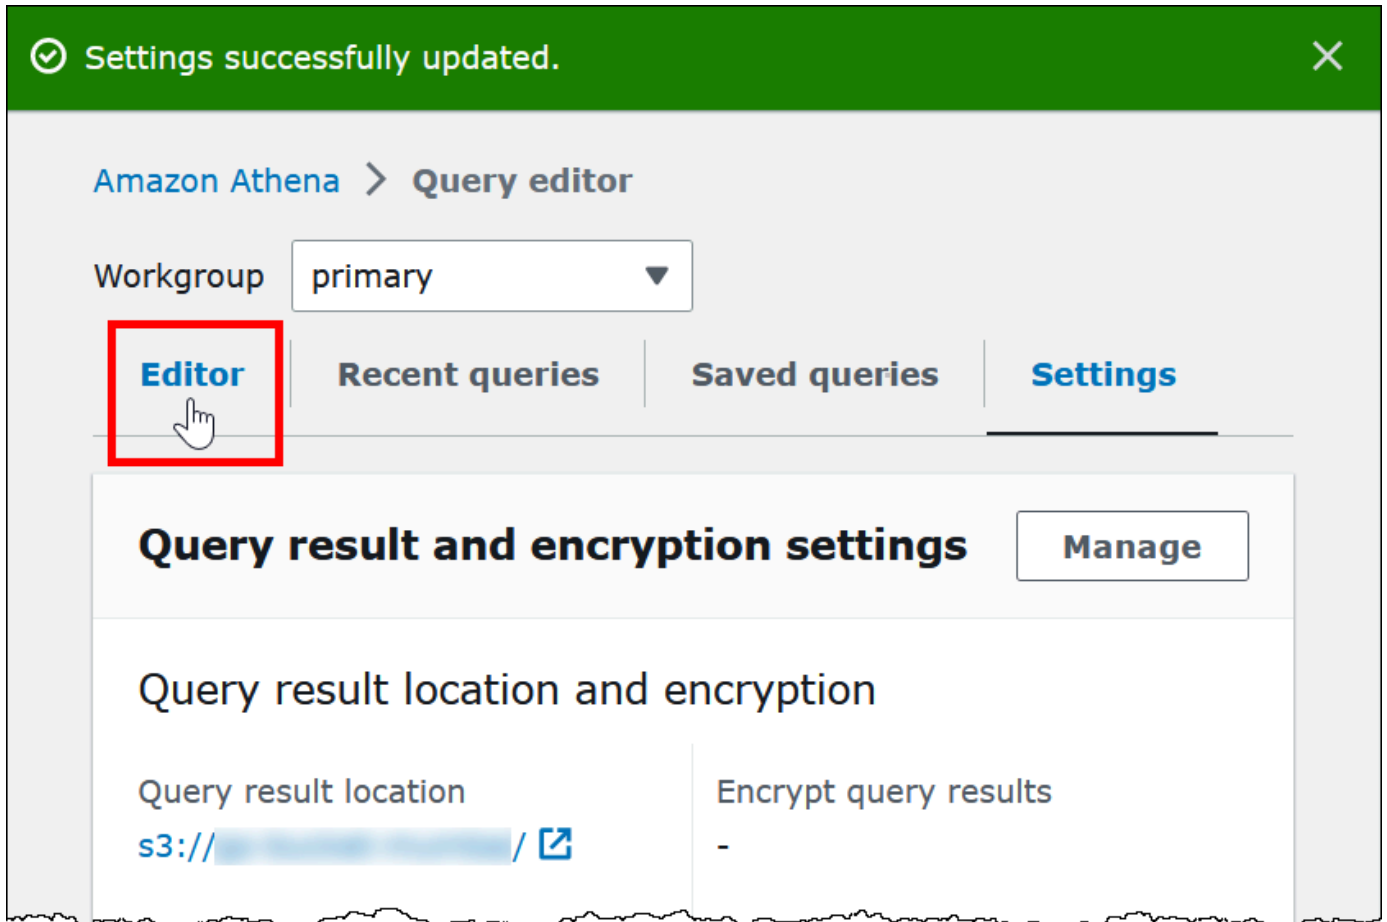 Settings successfully updated.
Amazon Athena > Query editor
Workgroup primary
Editor Recent queries Saved queries Settings
Query result and encryption settings Manage
Query result location and encryption
Query result location Encrypt query results
s3:// / -